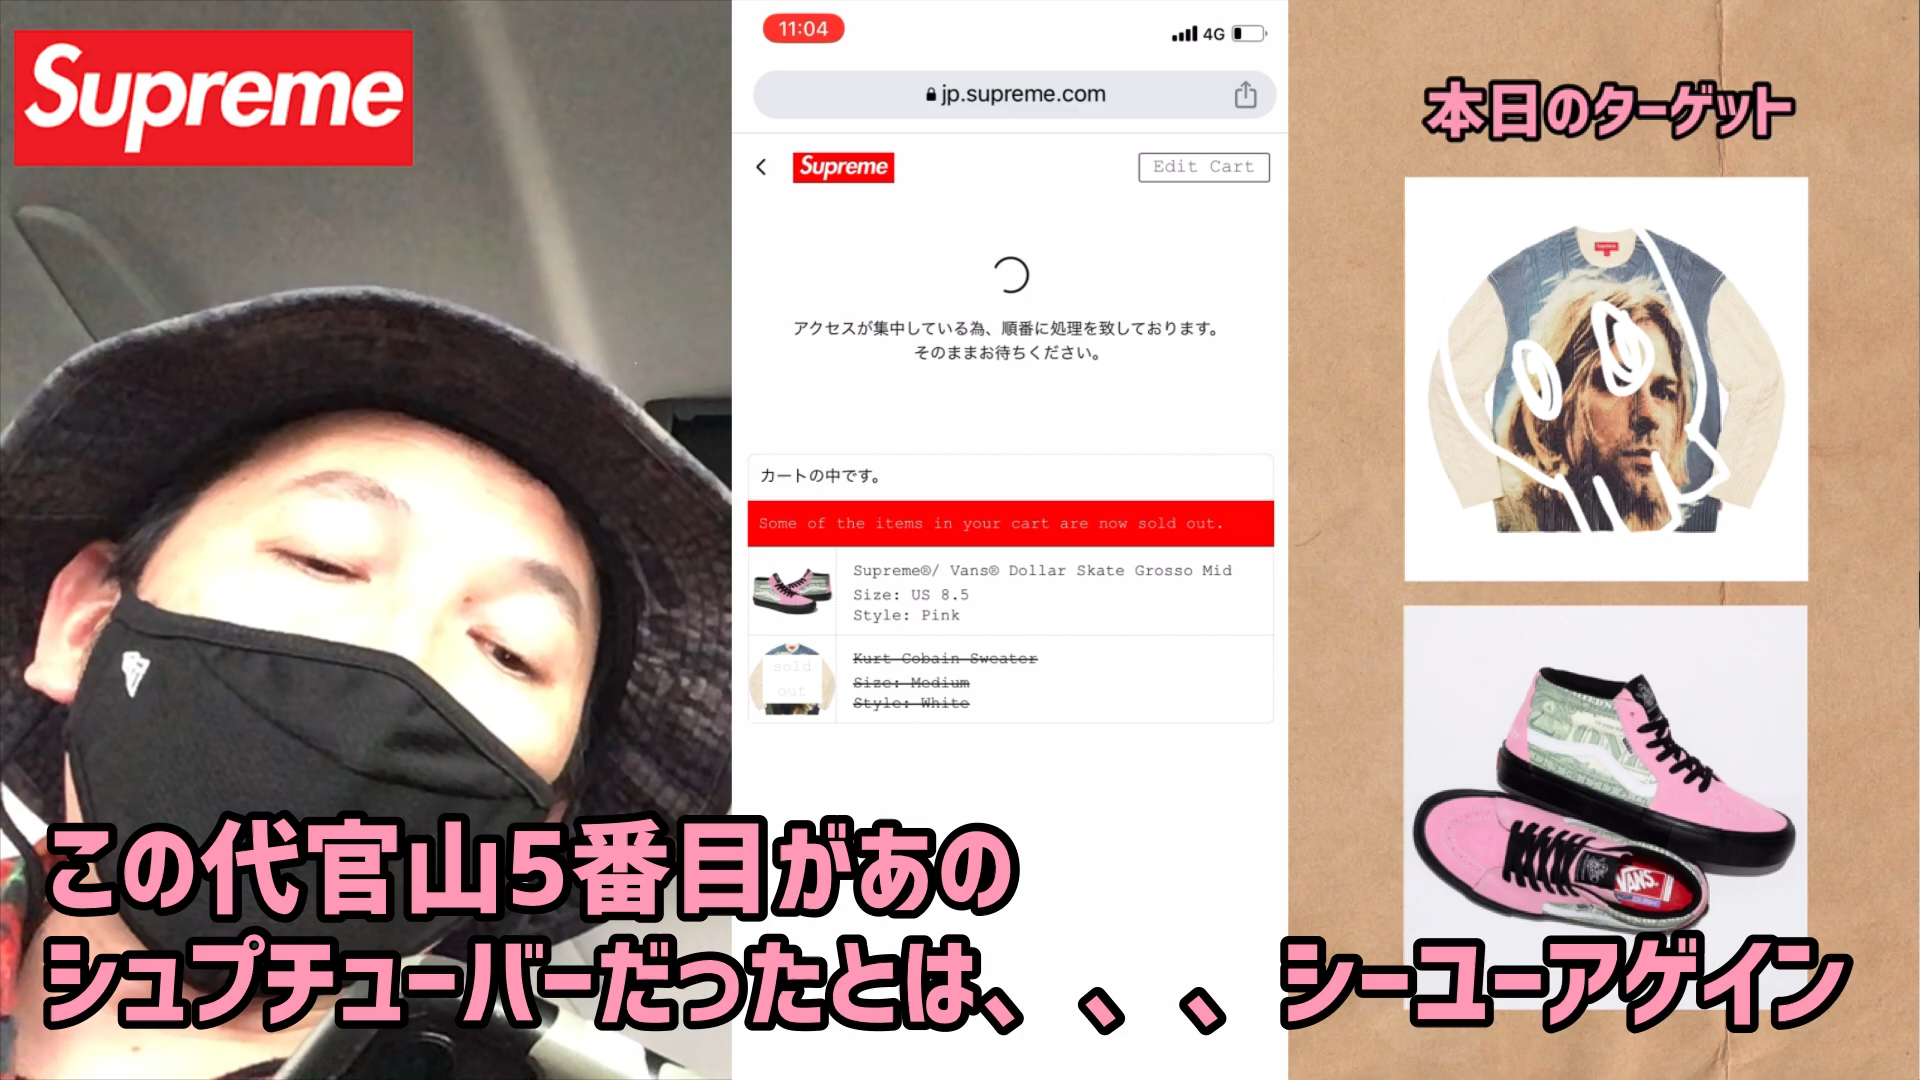 Supreme
11:04
4G
jp.supreme.com
Supreme
Edit Cart
アクセスが集中している為、順番に処理を致しております。
そのままお待ちください。
カートの中です。
Some of the items in your cart are now sold out.
Supreme®/ Vans® Dollar Skate Grosso Mid
Size: US 8.5
Style: Pink
sold
out
Kurt Cobain Sweater
Size: Medium
Style: White
本日のターゲット
Supreme
VANS
この代官山5番目があの
シュプチューバーだったとは、、、シーユーアゲイン